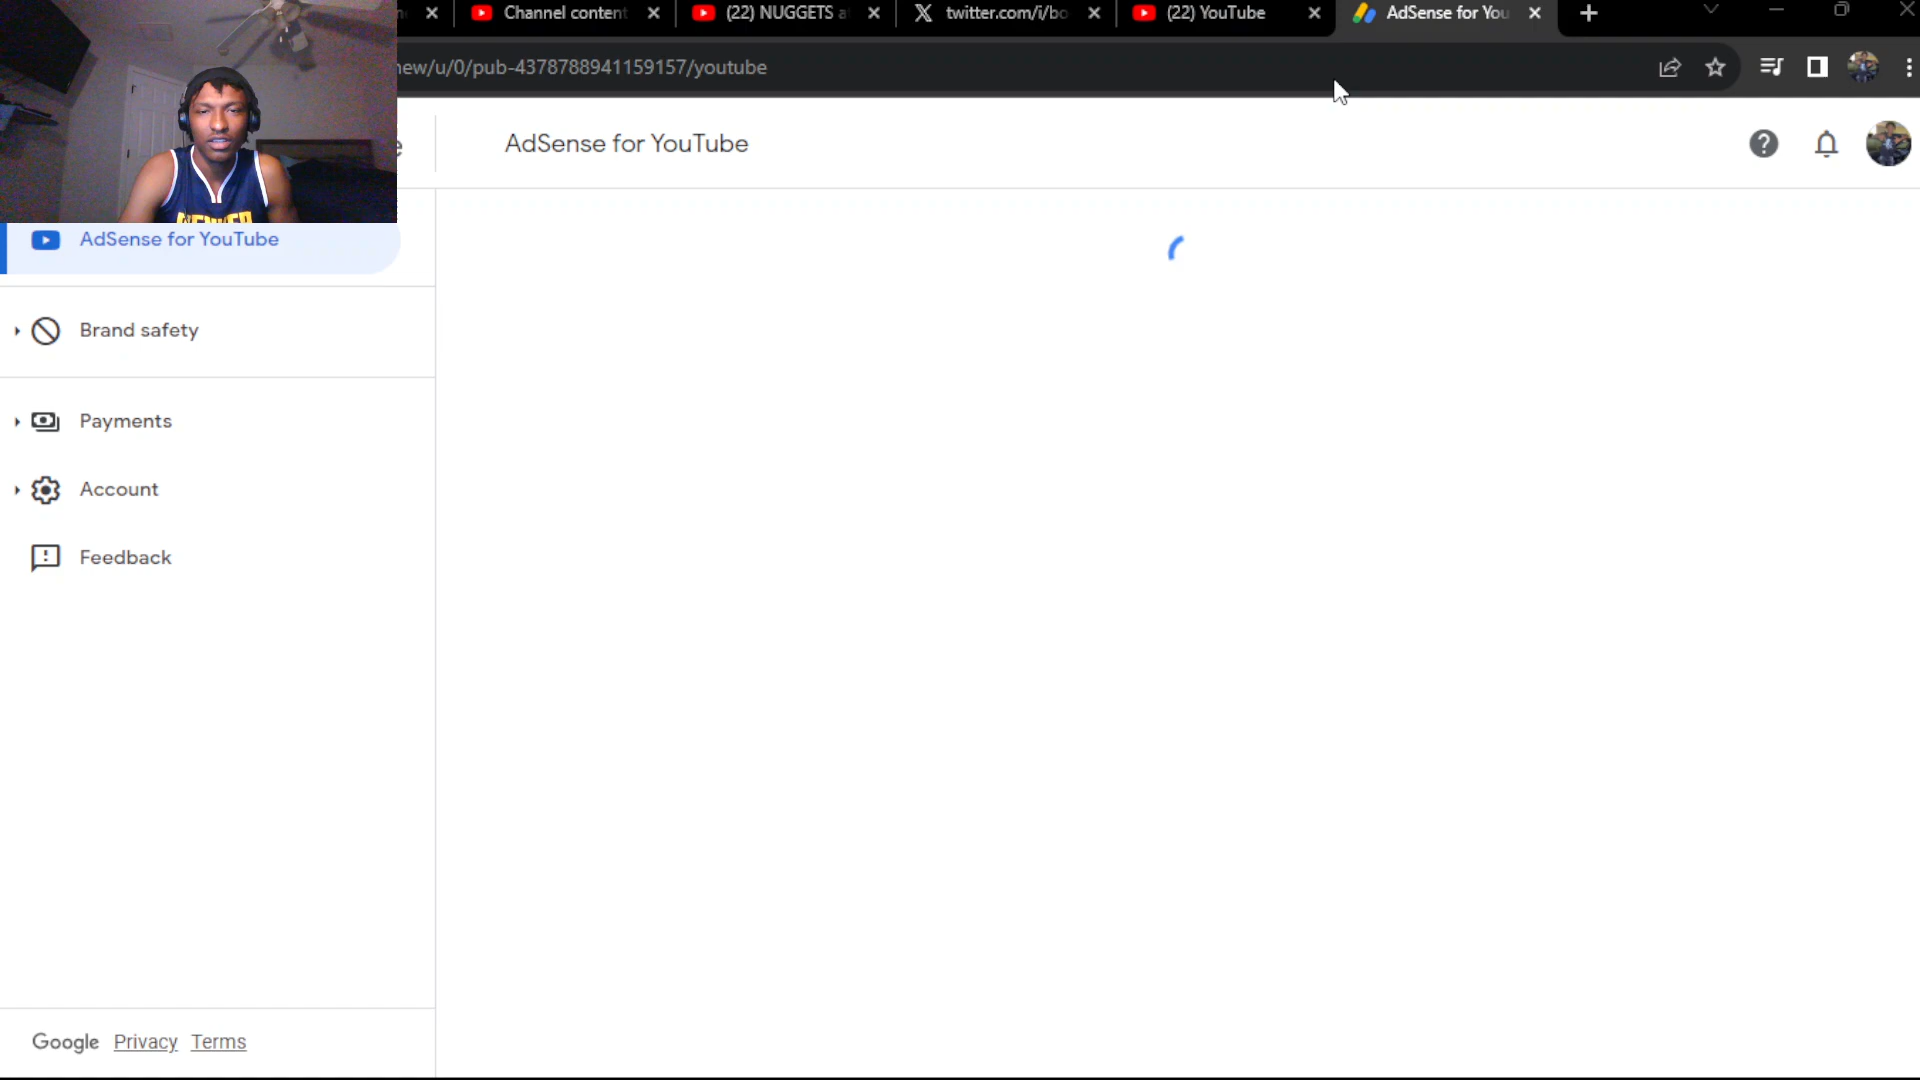 Channel content
(22) NUGGETS a
twitter.com/i/bo
(22) YouTube
AdSense for You
new/u/0/pub-4378788941159157/youtube
AdSense for YouTube
AdSense for YouTube
Brand safety
Payments
Account
Feedback
Google Privacy Terms